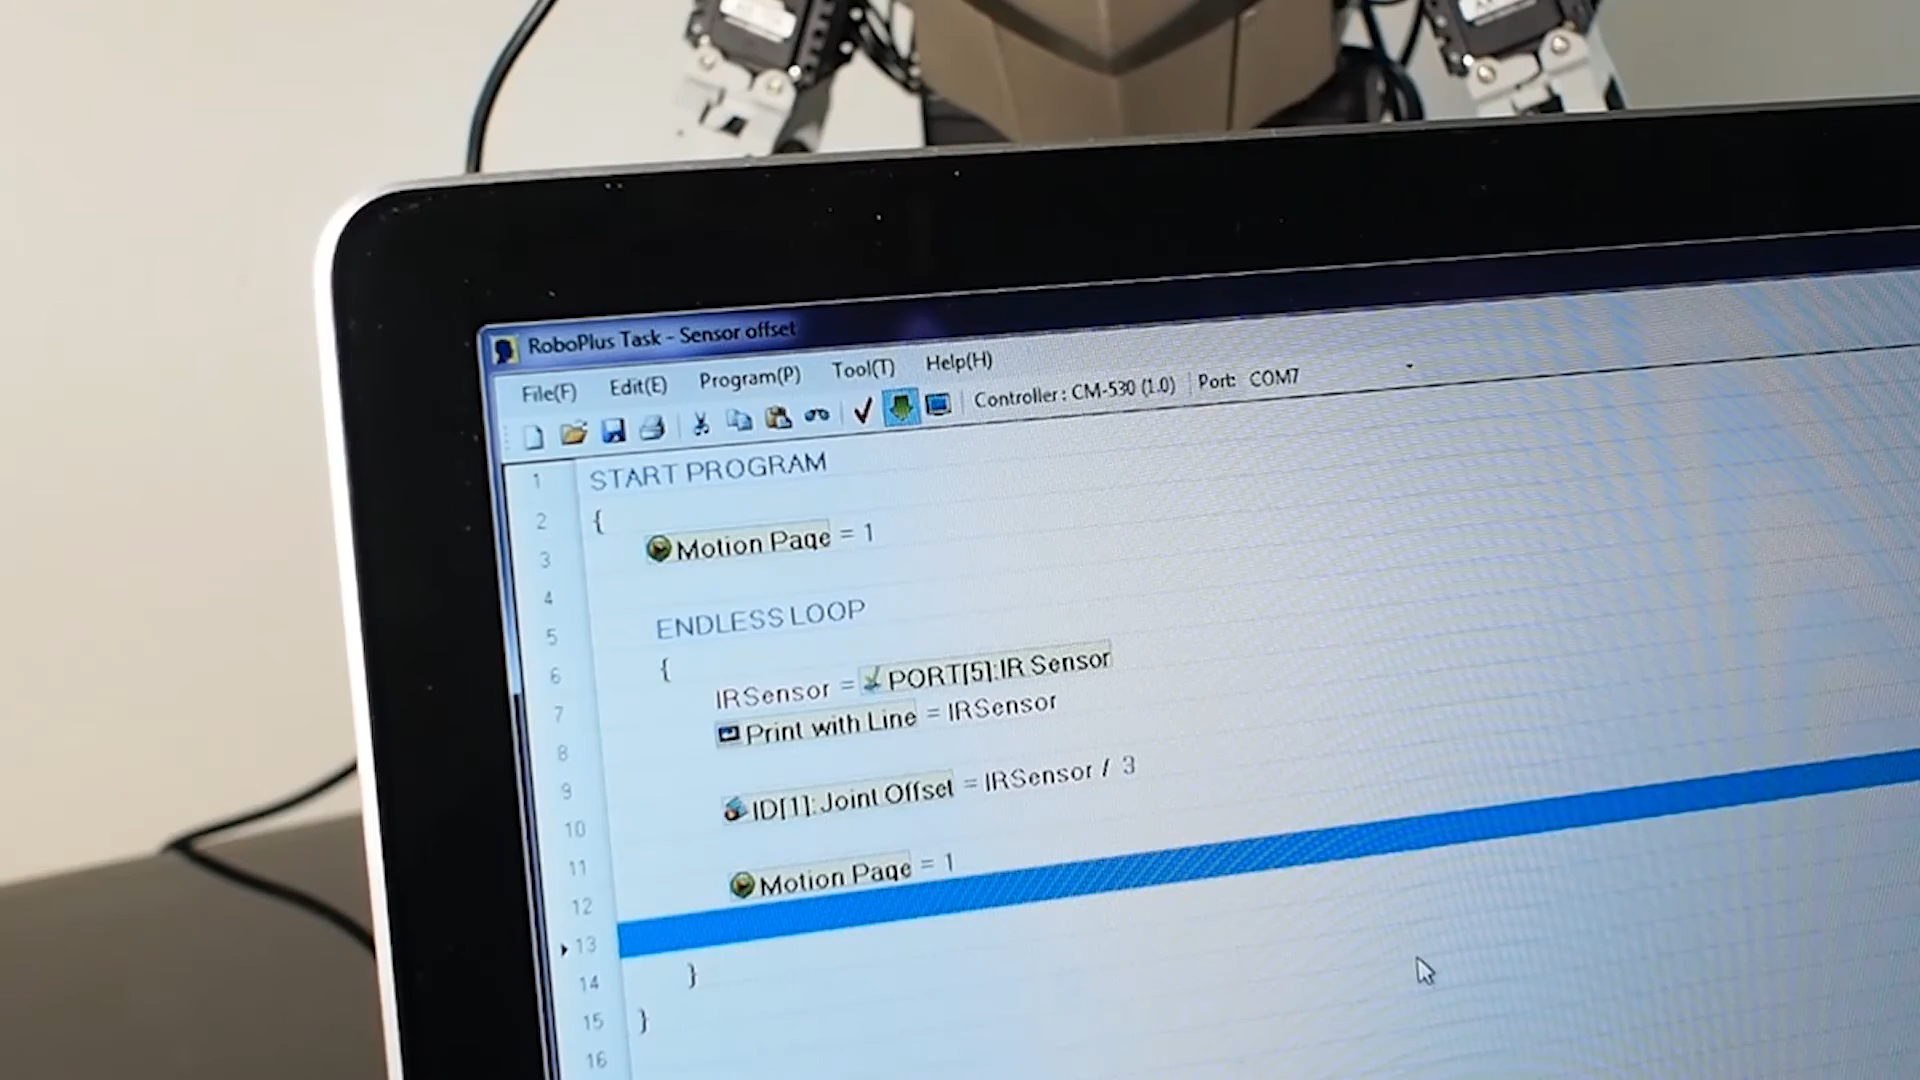 RoboPlus Task - Sensor offset
File(F) Edit(E) Program(P) Tool(T) Help(H)
Controller : CM-530 (1.0) Port: COM7
1 START PROGRAM
2 {
3 Motion Page = 1
4
5 ENDLESS LOOP
6 {
7 IRSensor = PORT[5]:IR Sensor
8 Print with Line = IRSensor
9
10 ID[1]: Joint Offset = IRSensor / 3
11
12 Motion Page = 1
13
14 }
15 }
16